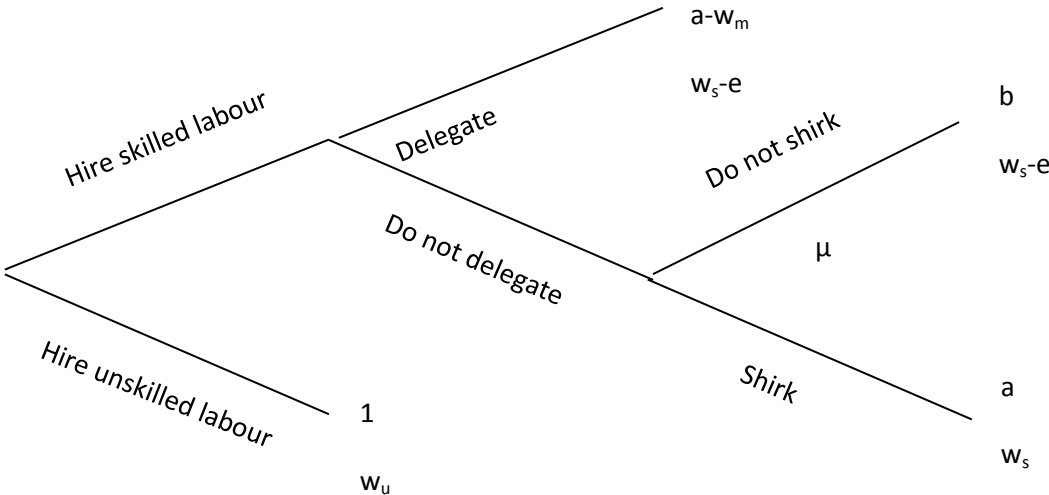 a-wm
ws-e
Hire skilled labour
Delegate
b
Do not shirk
ws-e
Do not delegate
μ
Hire unskilled labour
1
wu
Shirk
a
ws